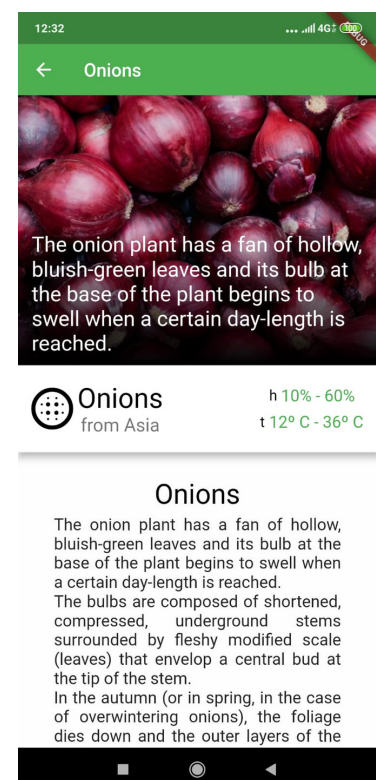 12:32
4G 100
BUG
Onions
The onion plant has a fan of hollow,
bluish-green leaves and its bulb at
the base of the plant begins to
swell when a certain day-length is
reached.
Onions
from Asia
h 10% - 60%
t 12º C - 36º C
Onions
The onion plant has a fan of hollow,
bluish-green leaves and its bulb at the
base of the plant begins to swell when
a certain day-length is reached.
The bulbs are composed of shortened,
compressed, underground stems
surrounded by fleshy modified scale
(leaves) that envelop a central bud at
the tip of the stem.
In the autumn (or in spring, in the case
of overwintering onions), the foliage
dies down and the outer layers of the